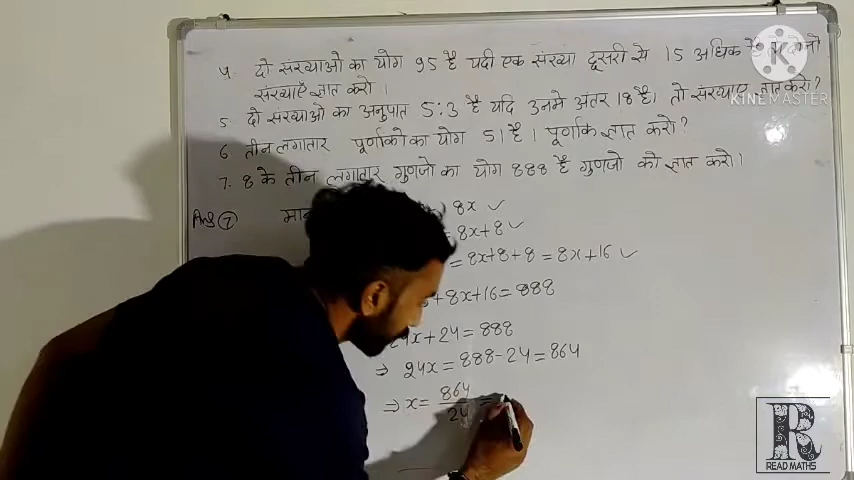 4. दो संख्याओ का योग 95 है यदी एक संख्या दूसरी से 15 अधिक है
संख्याएँ ज्ञात करो ।
5. दो संख्याओ का अनुपात 5:3 है यदि उनमे अंतर 18 है। तो संख्याए ज्ञात करो?
6. तीन लगातार पूर्णाको का योग 51 है । पूर्णाक ज्ञात करो?
7. 8 के तीन लगातार गुणजो का योग 888 है गुणजो को ज्ञात करो।
Ans ⑦ 8x ✓
= 8x+8 ✓
= 8x+8+8 = 8x+16 ✓
+8x+16=888
24x+24=888
⇒ 24x=888-24=864
⇒ x= 864/24 =
KINEMASTER
R
READ MATHS